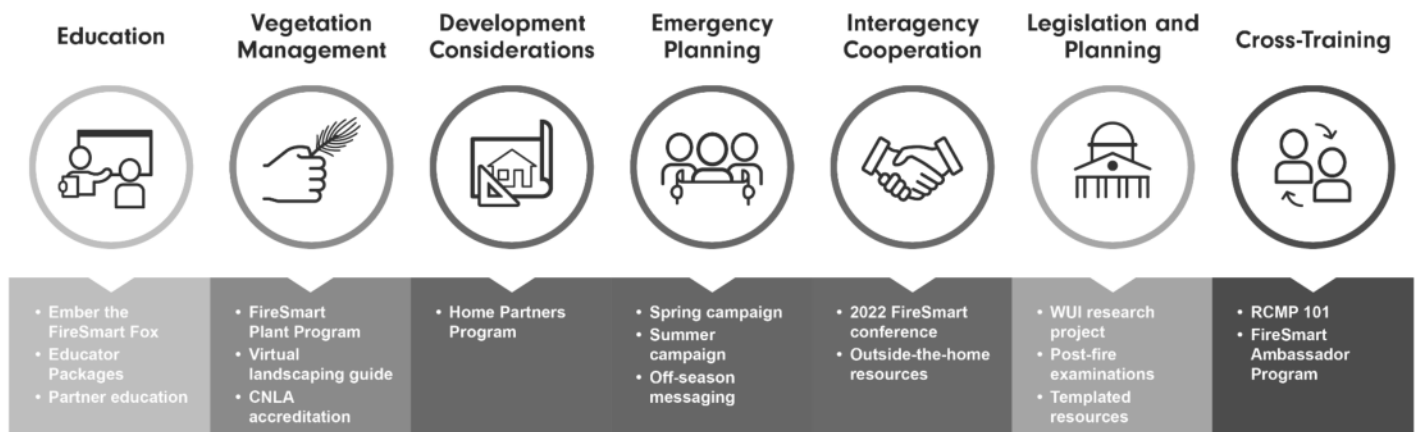 Education
Vegetation
Management
Development
Considerations
Emergency
Planning
Interagency
Cooperation
Legislation and
Planning
Cross-Training
• Ember the
FireSmart Fox
• Educator
Packages
• Partner education
• FireSmart
Plant Program
• Virtual
landscaping guide
• CNLA
accreditation
• Home Partners
Program
• Spring campaign
• Summer
campaign
• Off-season
messaging
• 2022 FireSmart
conference
• Outside-the-home
resources
• WUI research
project
• Post-fire
examinations
• Templated
resources
• RCMP 101
• FireSmart
Ambassador
Program